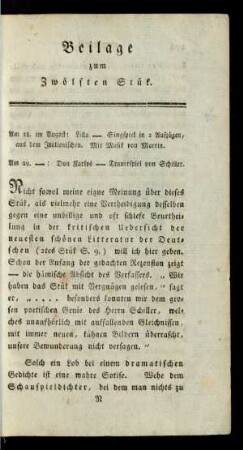 Beilage
zum
Zwölften Stük.
Am 28. im August: Lilla — Singspiel in 2 Aufzügen,
aus dem Italienischen. Mit Musik von Martin.
Am 29. —: Don Karlos — Trauerspiel von Schiller.
Nicht sowol meine eigne Meinung über dieses
Stük, als vielmehr eine Vertheidigung desselben
gegen eine unbillige und oft schiefe Beurthei-
lung in der kritischen Uebersicht der
neuesten schönen Litteratur der Deut-
schen (2tes Stük S. 9.) will ich hier geben.
Schon der Anfang der gedachten Rezension zeigt
— die hämische Absicht des Verfassers. „Wir
haben das Stük mit Vergnügen gelesen,“ sagt
er, „..... besonders konnten wir dem gros-
sen poetischen Genie des Herrn Schiller, wel-
ches unaufhörlich mit auffallenden Gleichnissen,
mit immer neuen, kühnen Bildern überrascht,
unsere Bewunderung nicht versagen.“
Solch ein Lob bei einem dramatischen
Gedichte ist eine wahre Sotise. Wehe dem
Schauspieldichter, bei dem man nichts zu
N